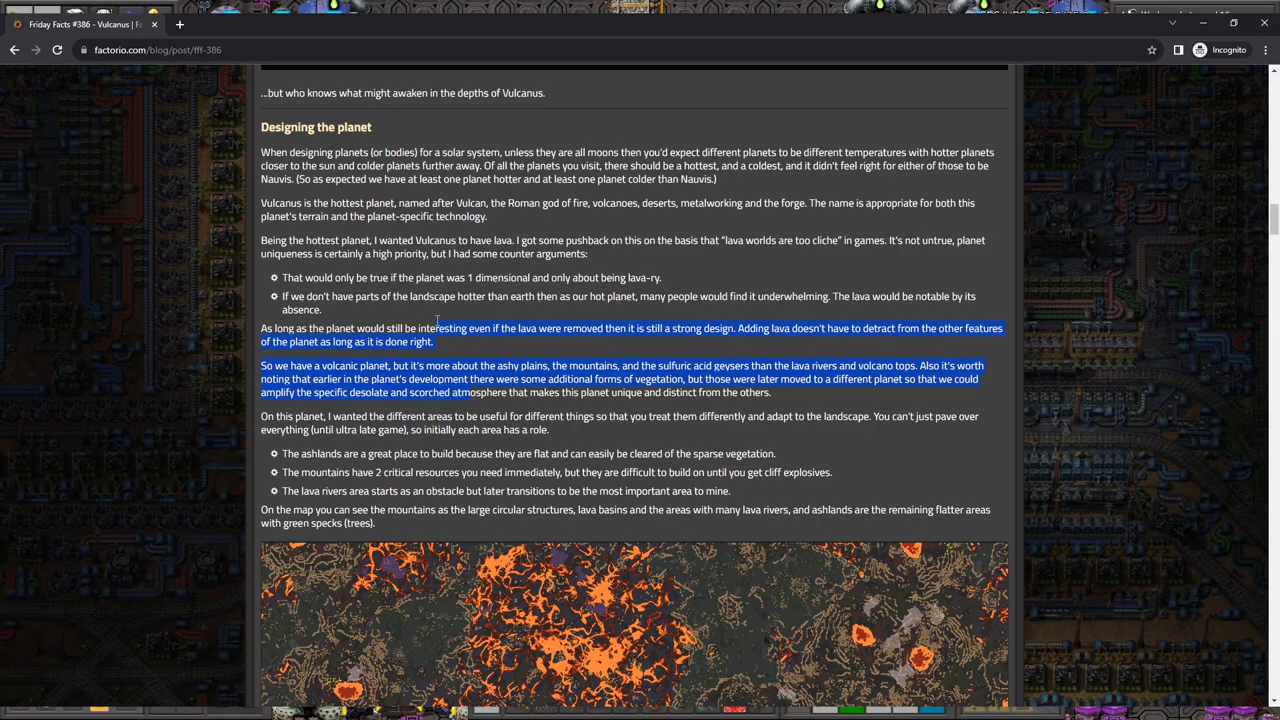 Friday Facts #386 - Vulcanus | Fa
factorio.com/blog/post/fff-386
Incognito
...but who knows what might awaken in the depths of Vulcanus.
Designing the planet
When designing planets (or bodies) for a solar system, unless they are all moons then you'd expect different planets to be different temperatures with hotter planets
closer to the sun and colder planets further away. Of all the planets you visit, there should be a hottest, and a coldest, and it didn't feel right for either of those to be
Nauvis. (So as expected we have at least one planet hotter and at least one planet colder than Nauvis.)
Vulcanus is the hottest planet, named after Vulcan, the Roman god of fire, volcanoes, deserts, metalworking and the forge. The name is appropriate for both this
planet's terrain and the planet-specific technology.
Being the hottest planet, I wanted Vulcanus to have lava. I got some pushback on this on the basis that "lava worlds are too cliche" in games. It's not untrue, planet
uniqueness is certainly a high priority, but I had some counter arguments:
That would only be true if the planet was 1 dimensional and only about being lava-ry.
If we don't have parts of the landscape hotter than earth then as our hot planet, many people would find it underwhelming. The lava would be notable by its
absence.
As long as the planet would still be interesting even if the lava were removed then it is still a strong design. Adding lava doesn't have to detract from the other features
of the planet as long as it is done right.
So we have a volcanic planet, but it's more about the ashy plains, the mountains, and the sulfuric acid geysers than the lava rivers and volcano tops. Also it's worth
noting that earlier in the planet's development there were some additional forms of vegetation, but those were later moved to a different planet so that we could
amplify the specific desolate and scorched atmosphere that makes this planet unique and distinct from the others.
On this planet, I wanted the different areas to be useful for different things so that you treat them differently and adapt to the landscape. You can't just pave over
everything (until ultra late game), so initially each area has a role.
The ashlands are a great place to build because they are flat and can easily be cleared of the sparse vegetation.
The mountains have 2 critical resources you need immediately, but they are difficult to build on until you get cliff explosives.
The lava rivers area starts as an obstacle but later transitions to be the most important area to mine.
On the map you can see the mountains as the large circular structures, lava basins and the areas with many lava rivers, and ashlands are the remaining flatter areas
with green specks (trees).